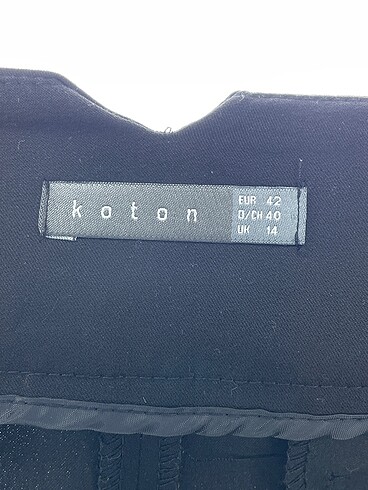 koton
EUR 42
D/CH 40
UK 14